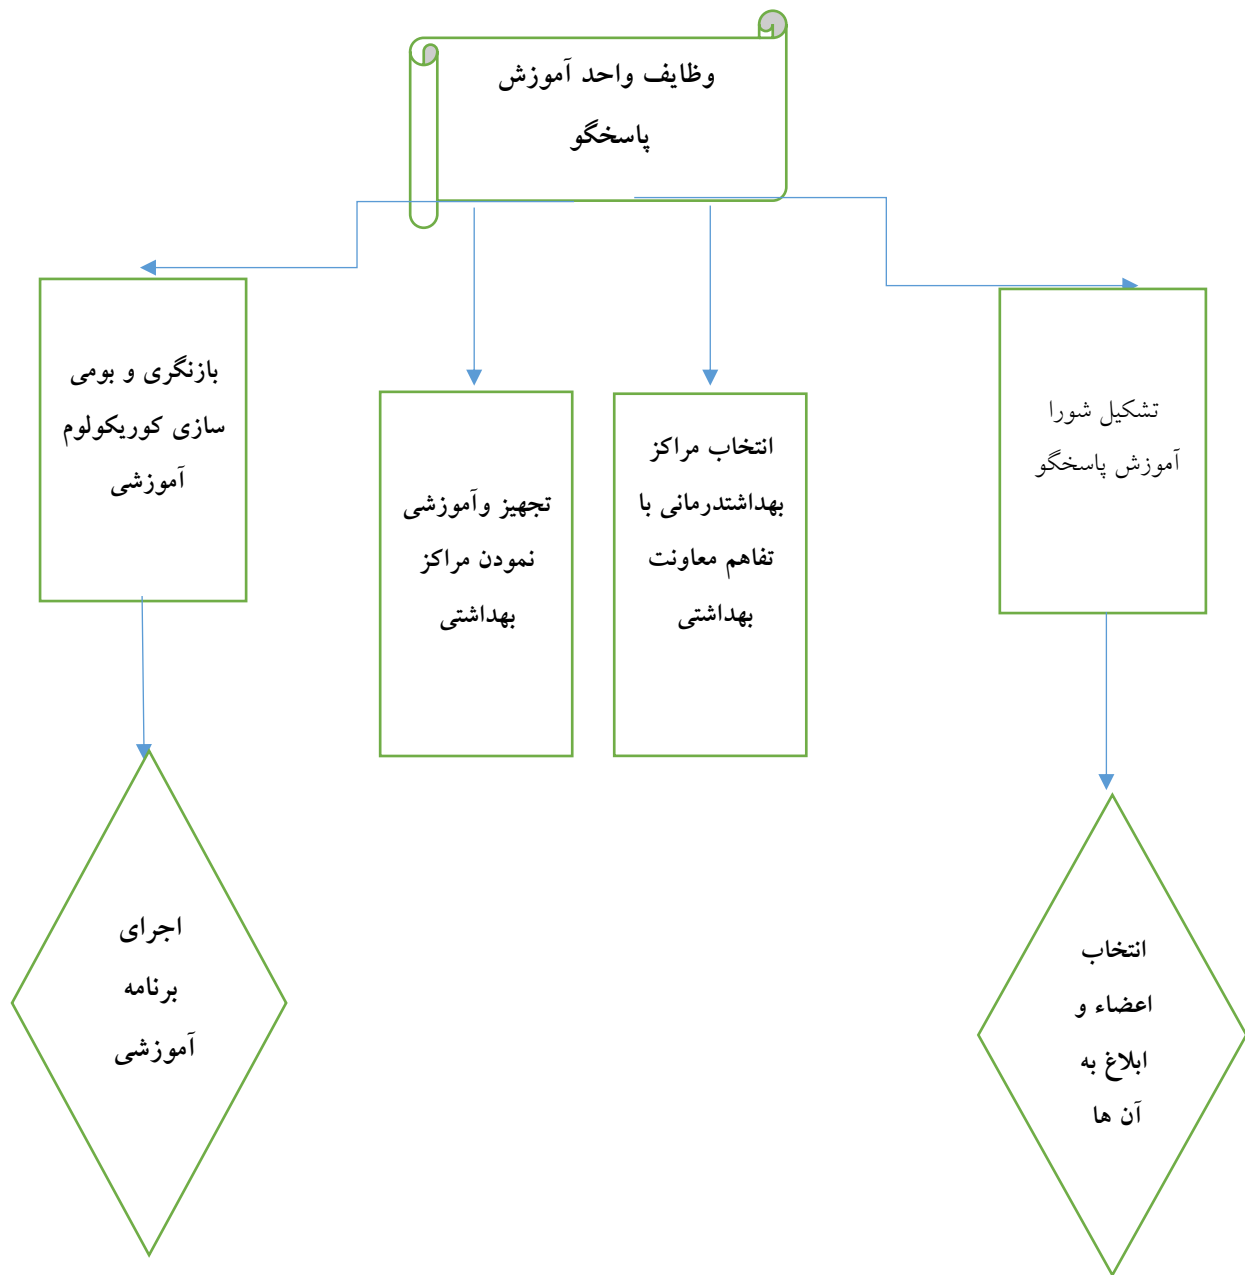 وظایف واحد آموزش
پاسخگو
تشکیل شورا
آموزش پاسخگو
انتخاب مراکز
بهداشتدرمانی با
تفاهم معاونت
بهداشتی
تجهیز وآموزشی
نمودن مراکز
بهداشتی
بازنگری و بومی
سازی کوریکولوم
آموزشی
انتخاب
اعضاء و
ابلاغ به
آن ها
اجرای
برنامه
آموزشی